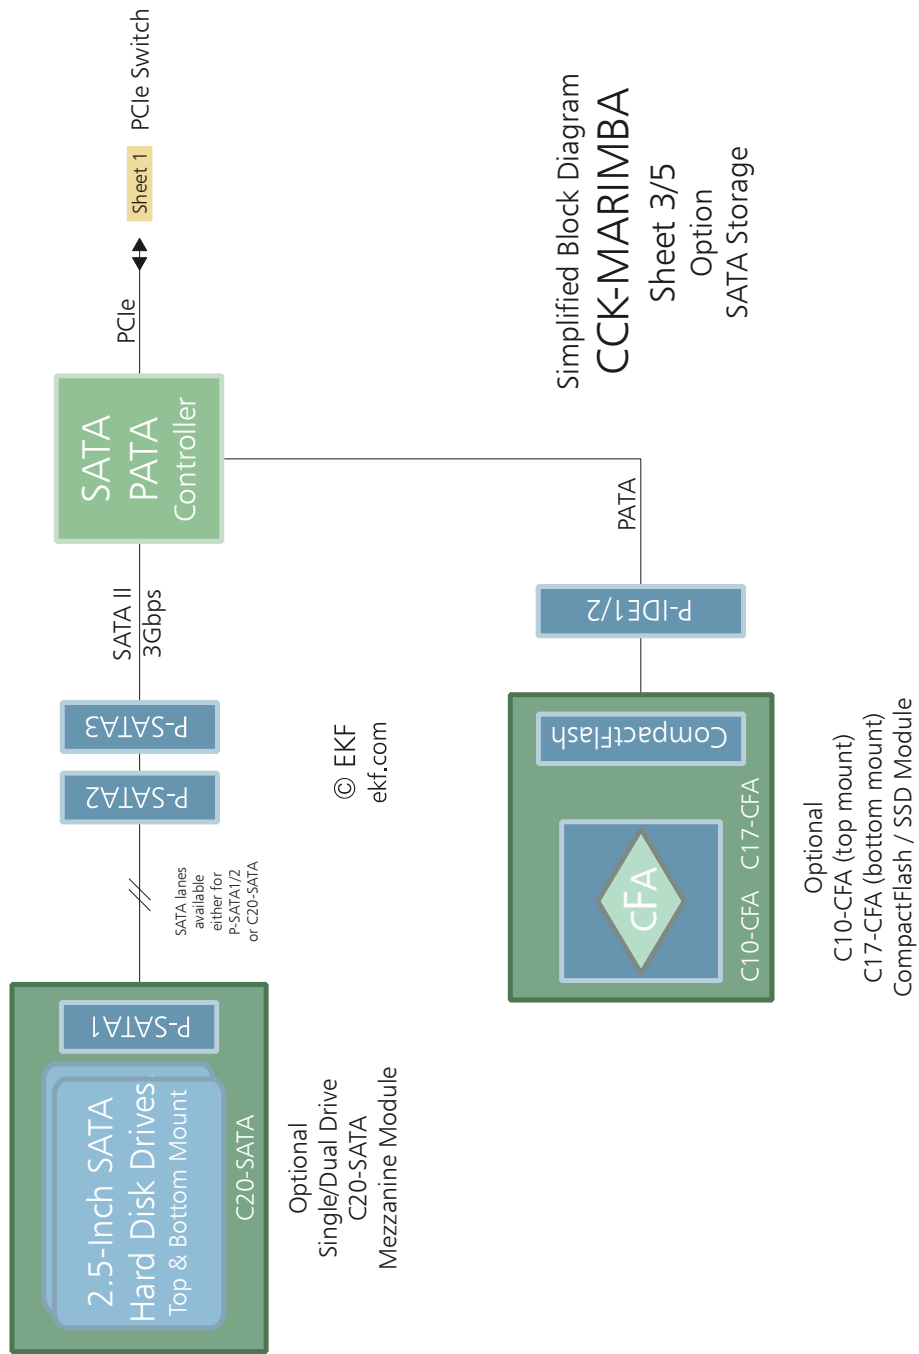 2.5-Inch SATA
Hard Disk Drives
Top & Bottom Mount
C20-SATA
P-SATA1
Optional
Single/Dual Drive
C20-SATA
Mezzanine Module
SATA lanes
available
either for
P-SATA1/2
or C20-SATA
P-SATA2
P-SATA3
SATA II
3Gbps
SATA
PATA
Controller
PCIe
Sheet 1
PCIe Switch
© EKF
ekf.com
PATA
P-IDE1/2
CompactFlash
CFA
C10-CFA C17-CFA
Optional
C10-CFA (top mount)
C17-CFA (bottom mount)
CompactFlash / SSD Module
Simplified Block Diagram
CCK-MARIMBA
Sheet 3/5
Option
SATA Storage